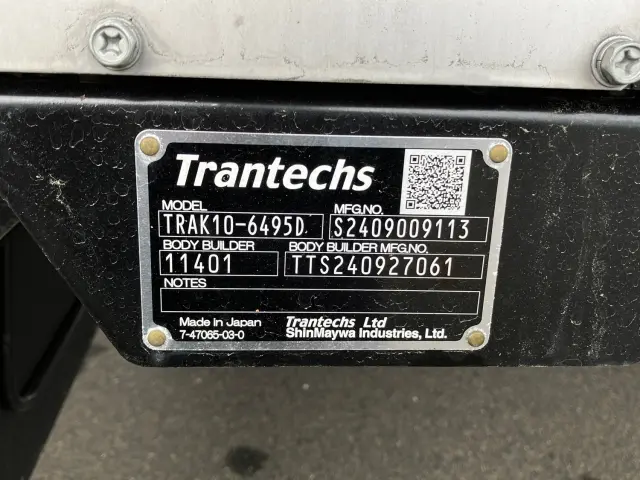 Trantechs
MODEL MFG.NO.
TRAK10-6495D S2409009113
BODY BUILDER BODY BUILDER MFG.NO.
11401 TTS240927061
NOTES
Made in Japan Trantechs Ltd
7-47065-03-0 ShinMaywa Industries, Ltd.